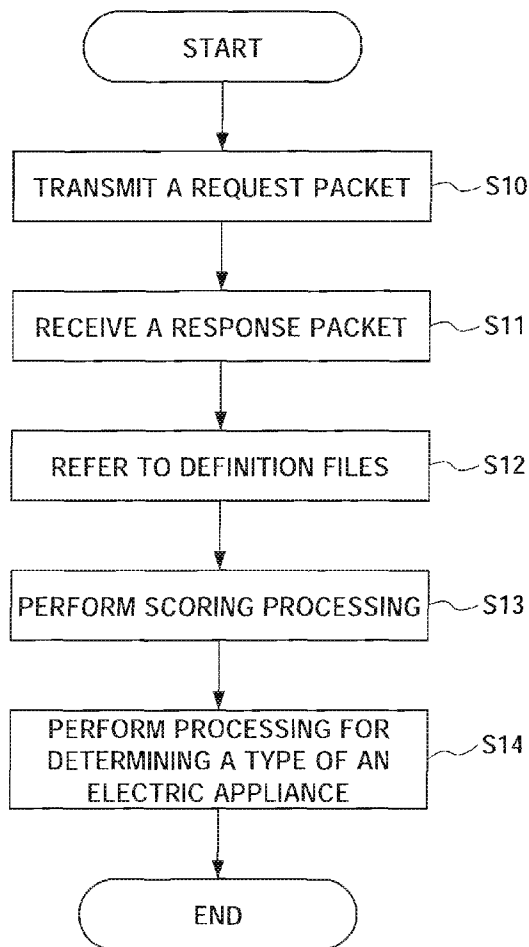 START
TRANSMIT A REQUEST PACKET
S10
RECEIVE A RESPONSE PACKET
S11
REFER TO DEFINITION FILES
S12
PERFORM SCORING PROCESSING
S13
PERFORM PROCESSING FOR
DETERMINING A TYPE OF AN
ELECTRIC APPLIANCE
S14
END